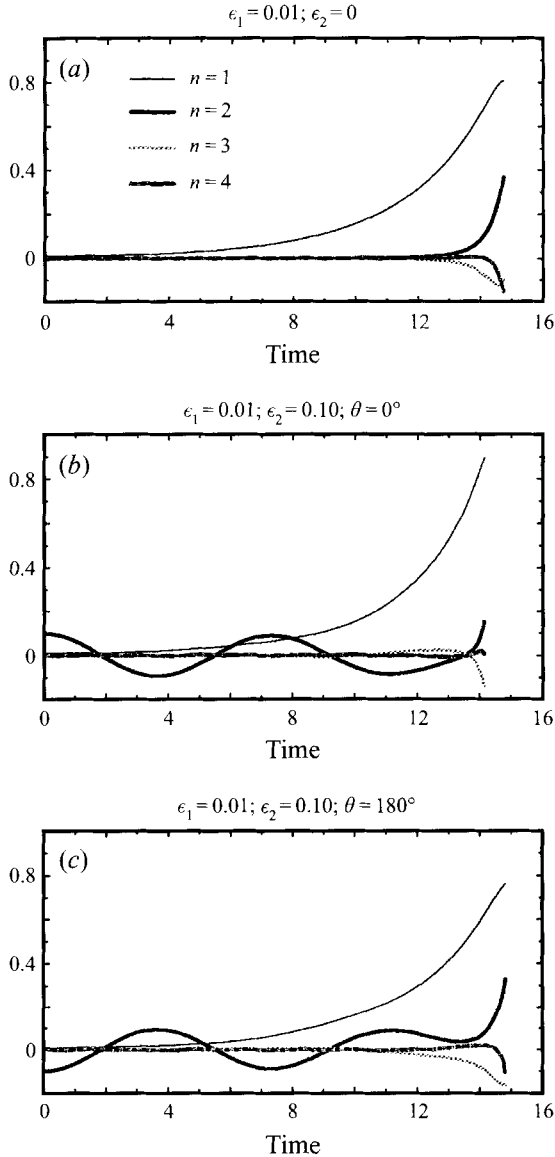 ϵ₁ = 0.01; ϵ₂ = 0
(a)
n = 1
n = 2
n = 3
n = 4
0.8
0.4
0
0 4 8 12 16
Time
ϵ₁ = 0.01; ϵ₂ = 0.10; θ = 0°
(b)
0.8
0.4
0
0 4 8 12 16
Time
ϵ₁ = 0.01; ϵ₂ = 0.10; θ = 180°
(c)
0.8
0.4
0
0 4 8 12 16
Time